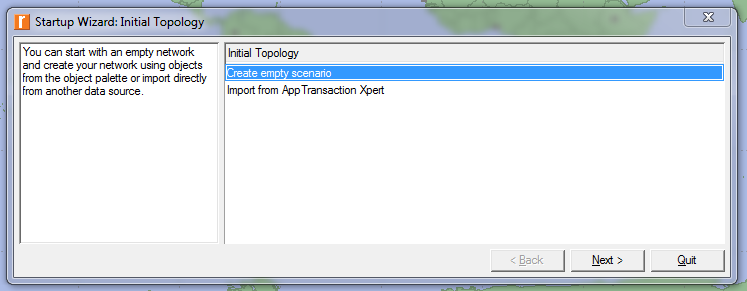 Startup Wizard: Initial Topology
You can start with an empty network
and create your network using objects
from the object palette or import directly
from another data source.
Initial Topology
Create empty scenario
Import from AppTransaction Xpert
< Back
Next >
Quit